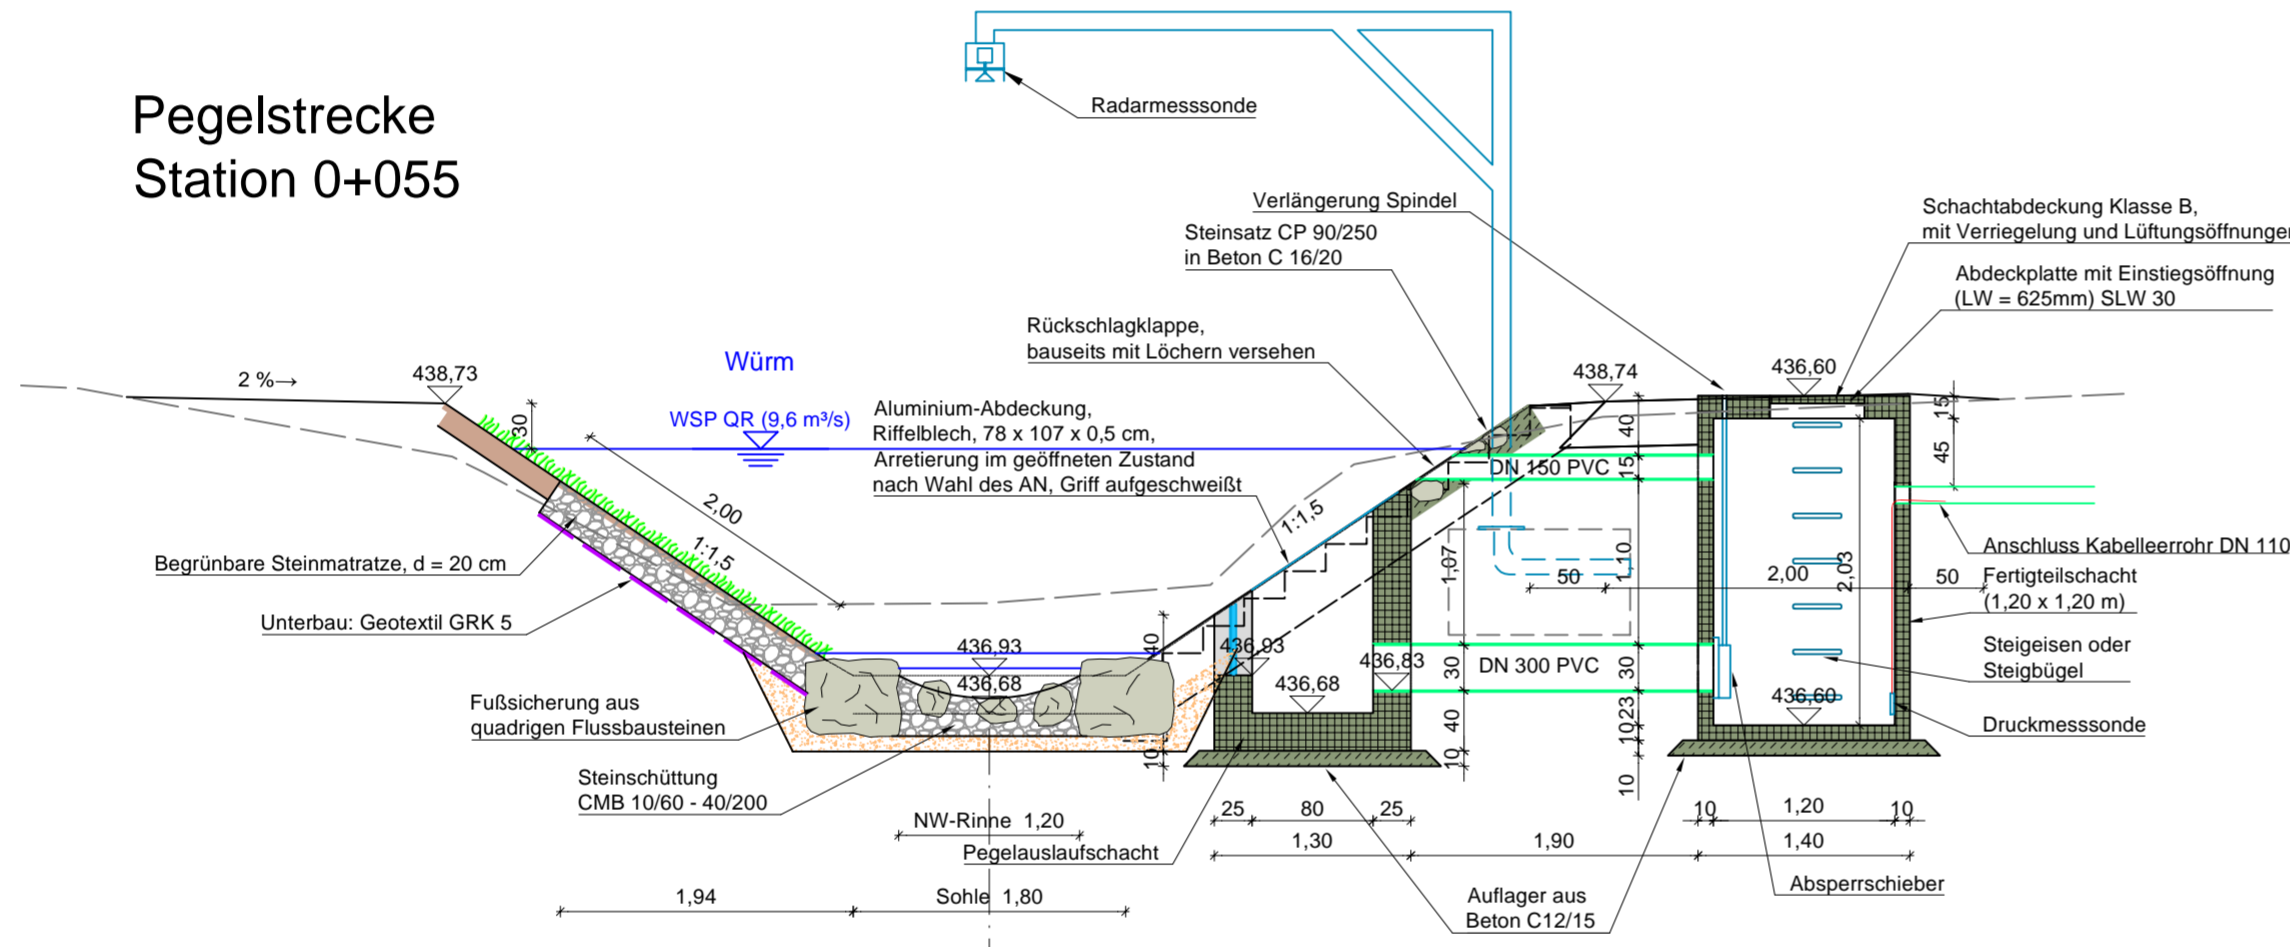 Pegelstrecke
Station 0+055
Radarmesssonde
Verlängerung Spindel
Steinsatz CP 90/250
in Beton C 16/20
Schachtabdeckung Klasse B,
mit Verriegelung und Lüftungsöffnungen
Abdeckplatte mit Einstiegsöffnung
(LW = 625mm) SLW 30
Rückschlagklappe,
bauseits mit Löchern versehen
2 %→
438,73
Würm
438,74
436,60
30
WSP QR (9,6 m³/s)
Aluminium-Abdeckung,
Riffelblech, 78 x 107 x 0,5 cm,
Arretierung im geöffneten Zustand
nach Wahl des AN, Griff aufgeschweißt
40
15
15
45
DN 150 PVC
2,00
1:1,5
1:1,5
Begrünbare Steinmatratze, d = 20 cm
Unterbau: Geotextil GRK 5
1,07
1,10
50
2,00
2,03
50
Anschluss Kabelleerrohr DN 110
Fertigteilschacht
(1,20 x 1,20 m)
Steigeisen oder
Steigbügel
Druckmesssonde
40
436,93
436,93
436,83
30
DN 300 PVC
30
436,68
436,68
436,60
Fußsicherung aus
quadrigen Flussbausteinen
10
40
10
23
10
10
Steinschüttung
CMB 10/60 - 40/200
NW-Rinne 1,20
25
80
25
10
1,20
10
Pegelauslaufschacht
1,30
1,90
1,40
1,94
Sohle 1,80
Auflager aus
Beton C12/15
Absperrschieber